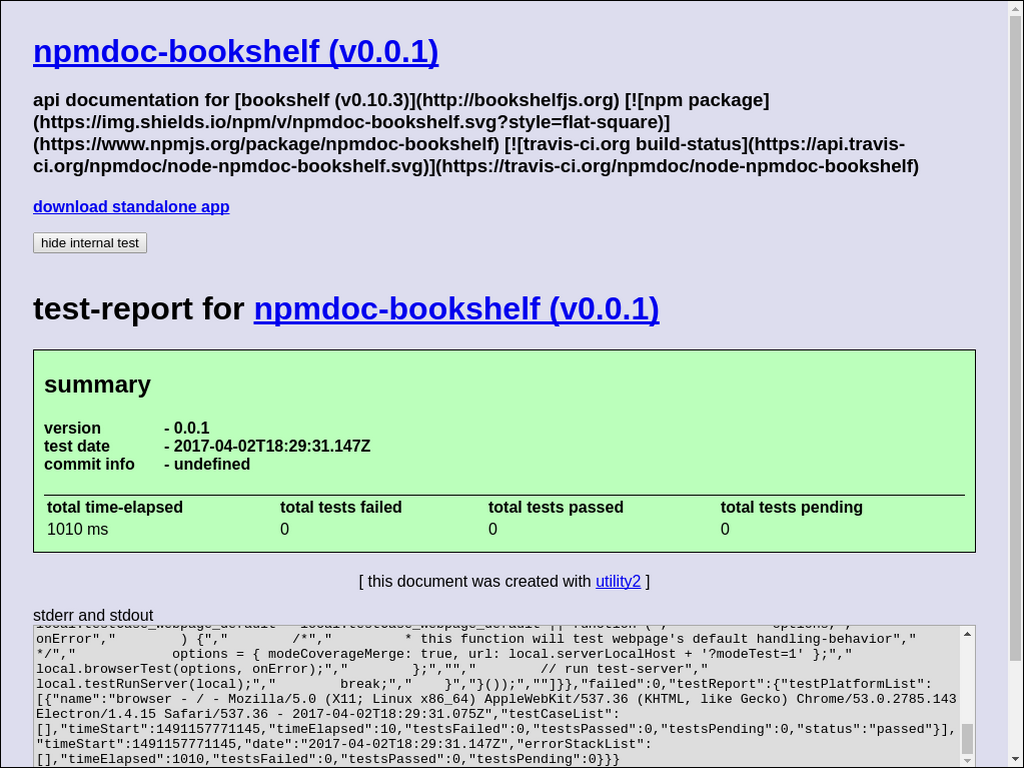 npmdoc-bookshelf (v0.0.1)
api documentation for [bookshelf (v0.10.3)](http://bookshelfjs.org) [![npm package]
(https://img.shields.io/npm/v/npmdoc-bookshelf.svg?style=flat-square)]
(https://www.npmjs.org/package/npmdoc-bookshelf) [![travis-ci.org build-status](https://api.travis-
ci.org/npmdoc/node-npmdoc-bookshelf.svg)](https://travis-ci.org/npmdoc/node-npmdoc-bookshelf)
download standalone app
hide internal test
test-report for npmdoc-bookshelf (v0.0.1)
summary
version - 0.0.1
test date - 2017-04-02T18:29:31.147Z
commit info - undefined
total time-elapsed total tests failed total tests passed total tests pending
1010 ms 0 0 0
[ this document was created with utility2 ]
stderr and stdout
onError","        ) {","        /*","         * this function will test webpage's default handling-behavior","
*/","            options = { modeCoverageMerge: true, url: local.serverLocalHost + '?modeTest=1' };","
local.browserTest(options, onError);","        };","","        // run test-server","
local.testRunServer(local);","        break;","    }","}());",""]}},"failed":0,"testReport":{"testPlatformList":
[{"name":"browser - / - Mozilla/5.0 (X11; Linux x86_64) AppleWebKit/537.36 (KHTML, like Gecko) Chrome/53.0.2785.143
Electron/1.4.15 Safari/537.36 - 2017-04-02T18:29:31.075Z","testCaseList":
[],"timeStart":1491157771145,"timeElapsed":10,"testsFailed":0,"testsPassed":0,"testsPending":0,"status":"passed"}],
"timeStart":1491157771145,"date":"2017-04-02T18:29:31.147Z","errorStackList":
[],"timeElapsed":1010,"testsFailed":0,"testsPassed":0,"testsPending":0}}}